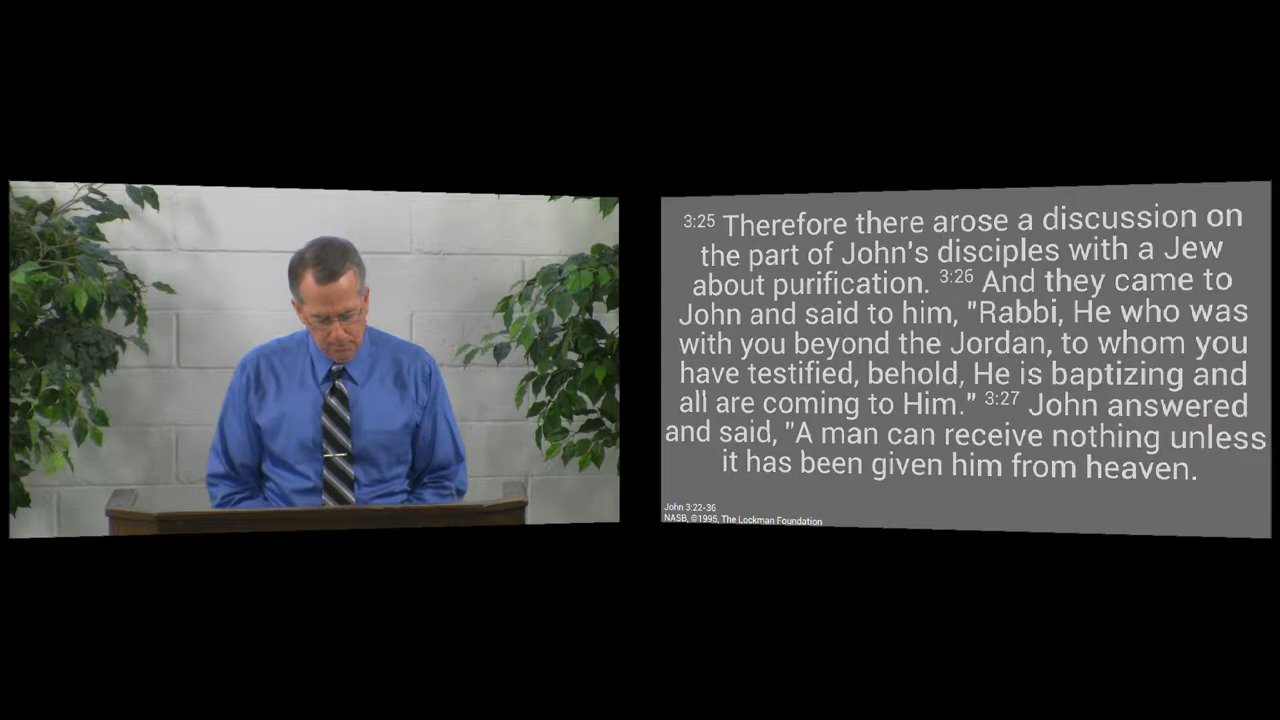 3:25 Therefore there arose a discussion on
the part of John's disciples with a Jew
about purification. 3:26 And they came to
John and said to him, "Rabbi, He who was
with you beyond the Jordan, to whom you
have testified, behold, He is baptizing and
all are coming to Him." 3:27 John answered
and said, "A man can receive nothing unless
it has been given him from heaven.
John 3:22-36
NASB, ©1995, The Lockman Foundation